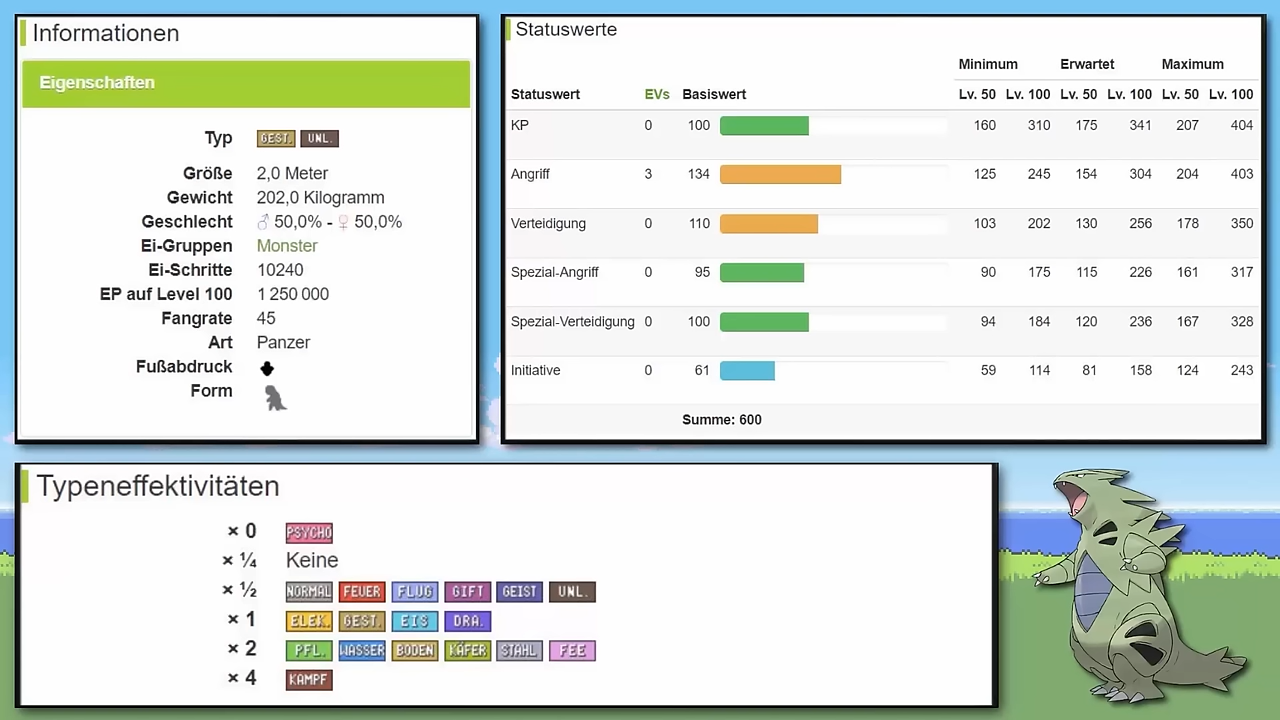 Informationen
Eigenschaften
Typ GEST. UNL.
Größe 2,0 Meter
Gewicht 202,0 Kilogramm
Geschlecht ♂ 50,0% - ♀ 50,0%
Ei-Gruppen Monster
Ei-Schritte 10240
EP auf Level 100 1 250 000
Fangrate 45
Art Panzer
Fußabdruck
Form
Statuswerte
Minimum Erwartet Maximum
Statuswert EVs Basiswert Lv. 50 Lv. 100 Lv. 50 Lv. 100 Lv. 50 Lv. 100
KP 0 100 160 310 175 341 207 404
Angriff 3 134 125 245 154 304 204 403
Verteidigung 0 110 103 202 130 256 178 350
Spezial-Angriff 0 95 90 175 115 226 161 317
Spezial-Verteidigung 0 100 94 184 120 236 167 328
Initiative 0 61 59 114 81 158 124 243
Summe: 600
Typeneffektivitäten
× 0 PSYCHO
× ¼ Keine
× ½ NORMAL FEUER FLUG GIFT GEIST UNL.
× 1 ELEK. GEST. EIS DRA.
× 2 PFL. WASSER BODEN KÄFER STAHL FEE
× 4 KAMPF